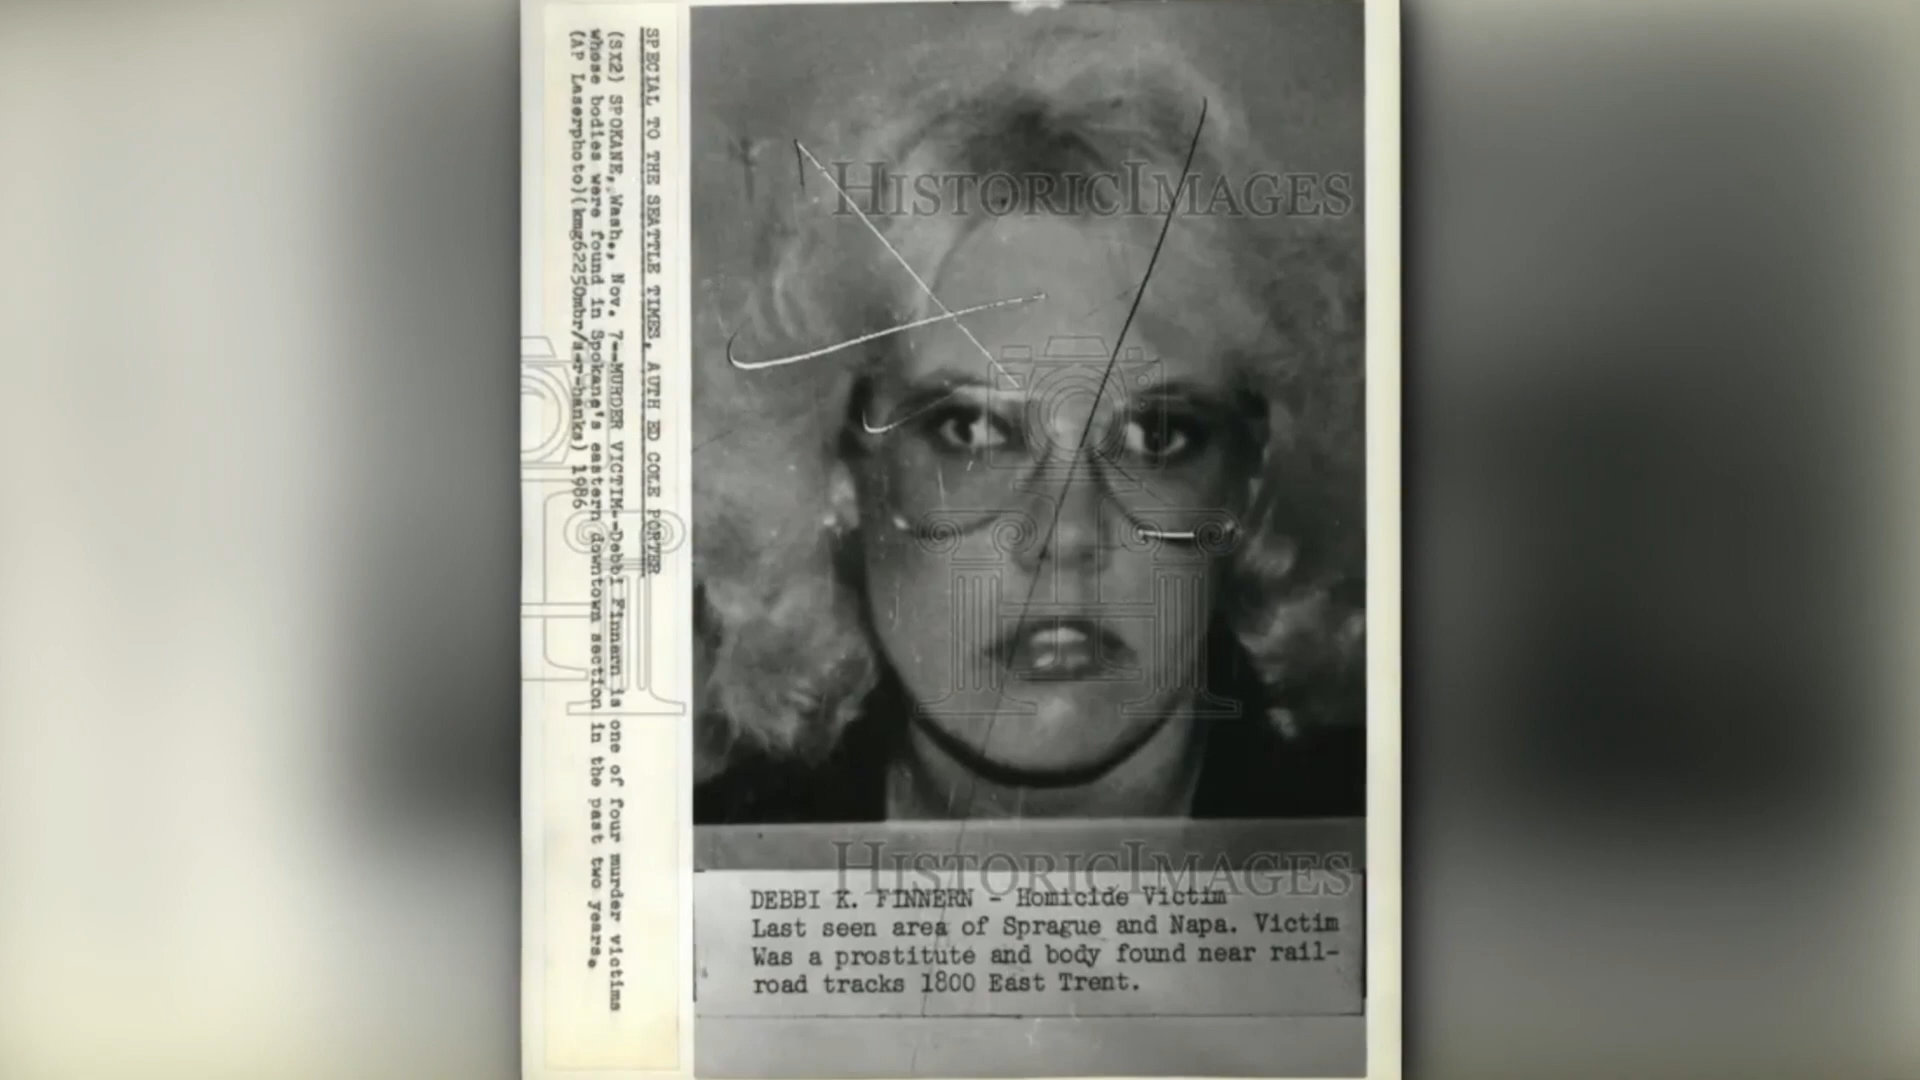 SPECIAL TO THE SEATTLE TIMES, AUTH ED COLE PORTER
(SX2) SPOKANE, Wash., Nov. 7--MURDER VICTIM--Debbi Finnern is one of four murder victims
whose bodies were found in Spokane's eastern downtown section in the past two years.
(AP Laserphoto)(kmg62250mbr/s-r-hanks) 1986
HISTORICIMAGES
HISTORICIMAGES
DEBBI K. FINNERN - Homicide Victim
Last seen area of Sprague and Napa. Victim
Was a prostitute and body found near rail-
road tracks 1800 East Trent.